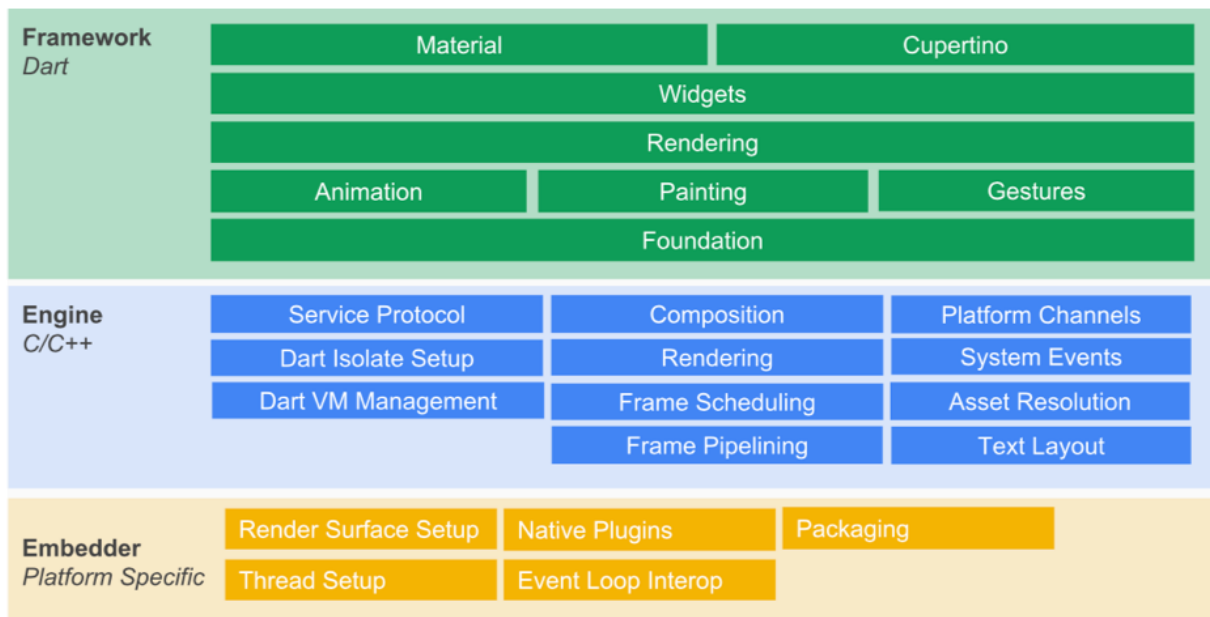 Framework
Dart
Material Cupertino
Widgets
Rendering
Animation Painting Gestures
Foundation
Engine
C/C++
Service Protocol Composition Platform Channels
Dart Isolate Setup Rendering System Events
Dart VM Management Frame Scheduling Asset Resolution
Frame Pipelining Text Layout
Embedder
Platform Specific
Render Surface Setup Native Plugins Packaging
Thread Setup Event Loop Interop